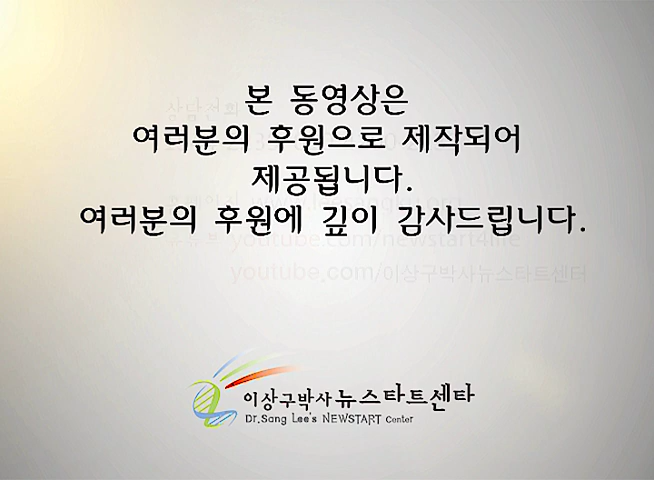 본 동영상은
여러분의 후원으로 제작되어
제공됩니다.
여러분의 후원에 깊이 감사드립니다.
youtube.com/newstart4life
youtube.com/이상구박사뉴스타트센터
이상구박사 뉴스타트센타
Dr.Sang Lee's NEWSTART Center